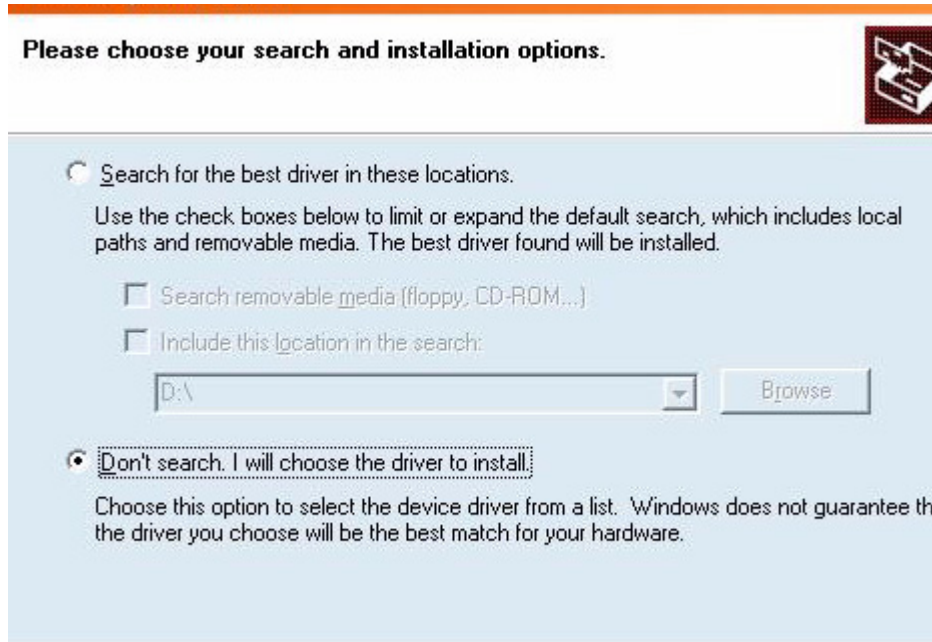 Please choose your search and installation options.
Search for the best driver in these locations.
Use the check boxes below to limit or expand the default search, which includes local
paths and removable media. The best driver found will be installed.
Search removable media (floppy, CD-ROM...)
Include this location in the search:
D:\
Browse
Don't search. I will choose the driver to install.
Choose this option to select the device driver from a list. Windows does not guarantee th
the driver you choose will be the best match for your hardware.